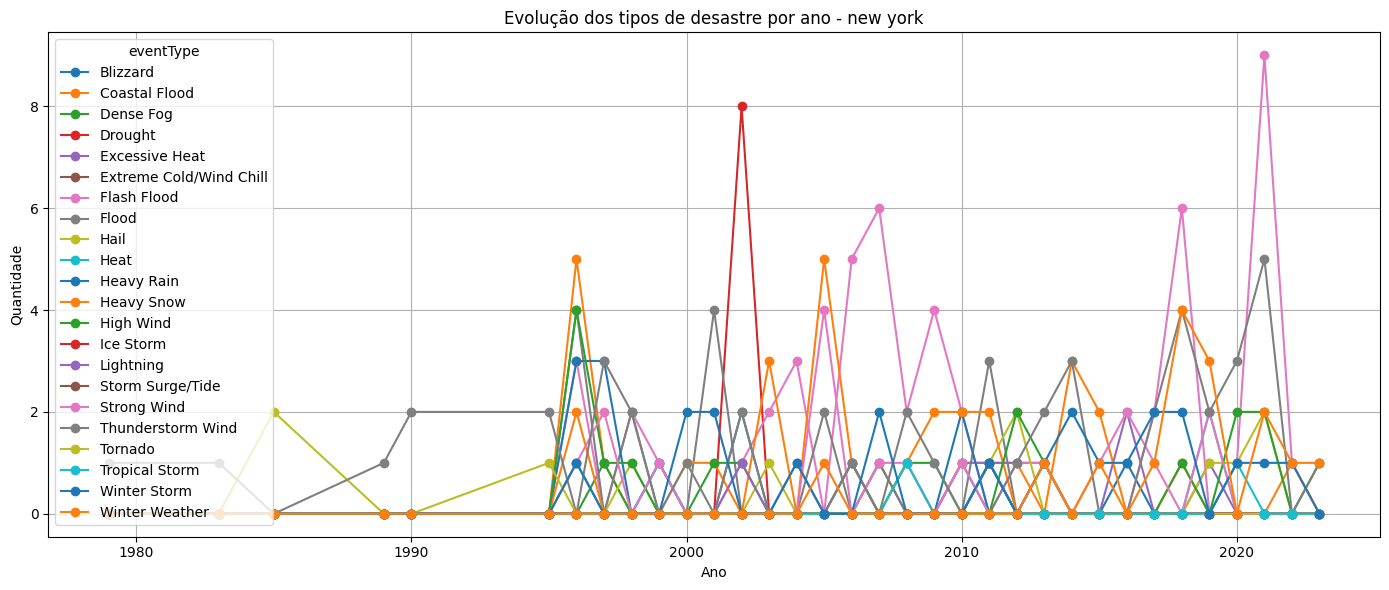 Evolução dos tipos de desastre por ano - new york
eventType
Blizzard
Coastal Flood
Dense Fog
Drought
Excessive Heat
Extreme Cold/Wind Chill
Flash Flood
Flood
Hail
Heat
Heavy Rain
Heavy Snow
High Wind
Ice Storm
Lightning
Storm Surge/Tide
Strong Wind
Thunderstorm Wind
Tornado
Tropical Storm
Winter Storm
Winter Weather
Quantidade
8
6
4
2
0
1980 1990 2000 2010 2020
Ano